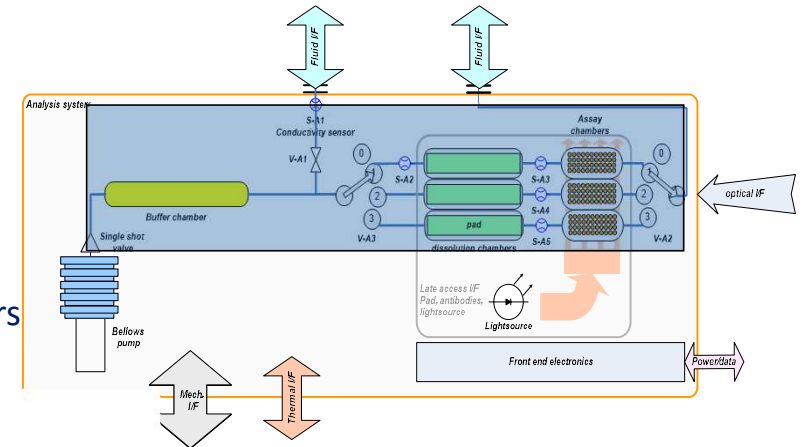 Fluid I/F
Fluid I/F
Analysis system
S-A1
Conductivity sensor
Assay
chambers
V-A1
0
1
2
3
S-A2
S-A3
S-A4
S-A5
0
1
2
3
V-A3
V-A2
optical I/F
Buffer chamber
pad
dissolution chambers
Single shot
valve
Late access I/F
Pad, antibodies,
lightsource
Lightsource
rs
Bellows
pump
Front end electronics
Power/data
Mech.
I/F
Thermal I/F